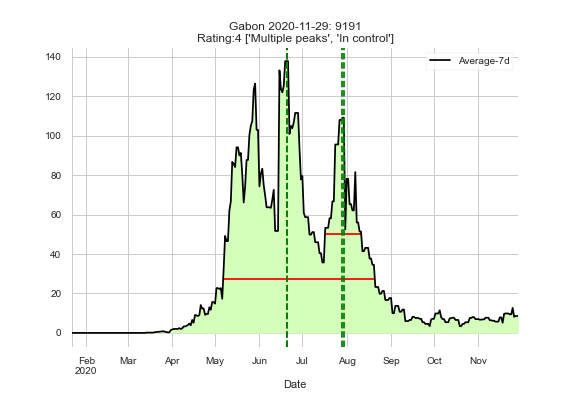 Gabon 2020-11-29: 9191
Rating:4 ['Multiple peaks', 'In control']
Average-7d
140
120
100
80
60
40
20
0
Feb Mar Apr May Jun Jul Aug Sep Oct Nov
2020
Date